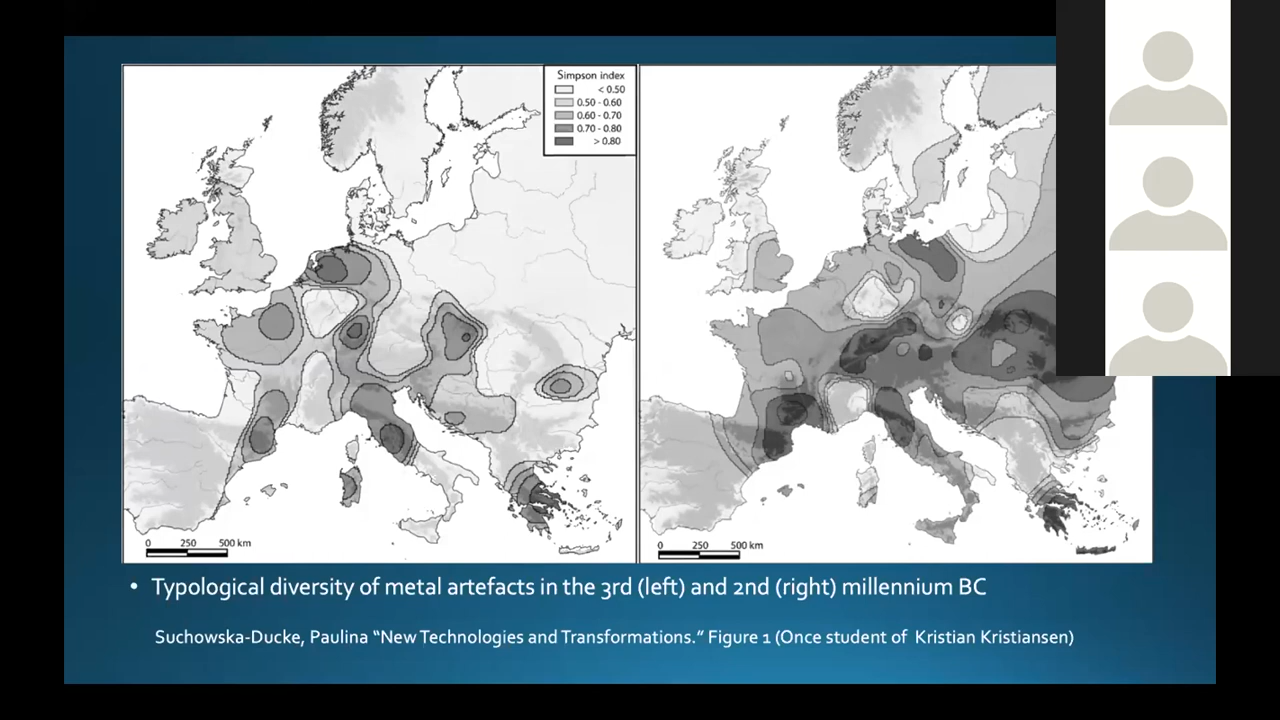 Simpson index
< 0.50
0.50 - 0.60
0.60 - 0.70
0.70 - 0.80
> 0.80
0 250 500 km
0 250 500 km
• Typological diversity of metal artefacts in the 3rd (left) and 2nd (right) millennium BC
Suchowska-Ducke, Paulina “New Technologies and Transformations.” Figure 1 (Once student of Kristian Kristiansen)